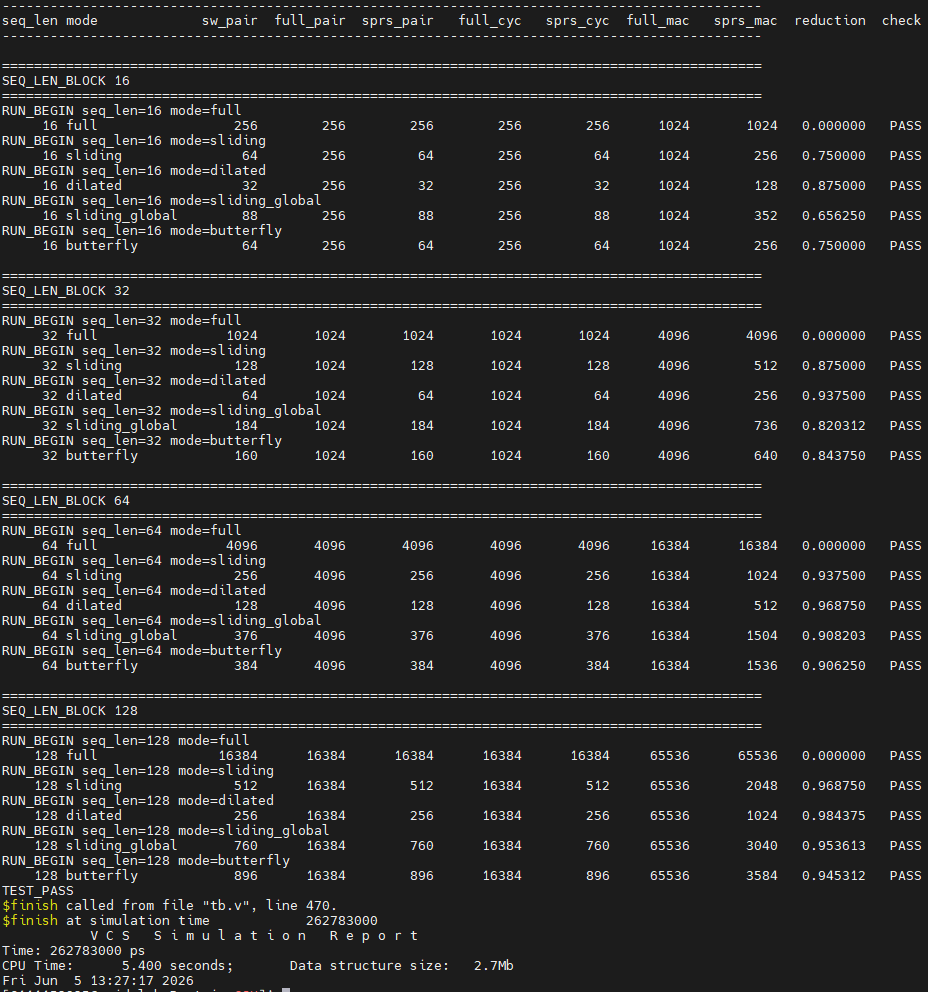 -----------------------------------------------------------------------------------------------
seq_len mode sw_pair full_pair sprs_pair full_cyc sprs_cyc full_mac sprs_mac reduction check
-----------------------------------------------------------------------------------------------
===============================================================================================
SEQ_LEN_BLOCK 16
===============================================================================================
RUN_BEGIN seq_len=16 mode=full
16 full 256 256 256 256 256 1024 1024 0.000000 PASS
RUN_BEGIN seq_len=16 mode=sliding
16 sliding 64 256 64 256 64 1024 256 0.750000 PASS
RUN_BEGIN seq_len=16 mode=dilated
16 dilated 32 256 32 256 32 1024 128 0.875000 PASS
RUN_BEGIN seq_len=16 mode=sliding_global
16 sliding_global 88 256 88 256 88 1024 352 0.656250 PASS
RUN_BEGIN seq_len=16 mode=butterfly
16 butterfly 64 256 64 256 64 1024 256 0.750000 PASS
===============================================================================================
SEQ_LEN_BLOCK 32
===============================================================================================
RUN_BEGIN seq_len=32 mode=full
32 full 1024 1024 1024 1024 1024 4096 4096 0.000000 PASS
RUN_BEGIN seq_len=32 mode=sliding
32 sliding 128 1024 128 1024 128 4096 512 0.875000 PASS
RUN_BEGIN seq_len=32 mode=dilated
32 dilated 64 1024 64 1024 64 4096 256 0.937500 PASS
RUN_BEGIN seq_len=32 mode=sliding_global
32 sliding_global 184 1024 184 1024 184 4096 736 0.820312 PASS
RUN_BEGIN seq_len=32 mode=butterfly
32 butterfly 160 1024 160 1024 160 4096 640 0.843750 PASS
===============================================================================================
SEQ_LEN_BLOCK 64
===============================================================================================
RUN_BEGIN seq_len=64 mode=full
64 full 4096 4096 4096 4096 4096 16384 16384 0.000000 PASS
RUN_BEGIN seq_len=64 mode=sliding
64 sliding 256 4096 256 4096 256 16384 1024 0.937500 PASS
RUN_BEGIN seq_len=64 mode=dilated
64 dilated 128 4096 128 4096 128 16384 512 0.968750 PASS
RUN_BEGIN seq_len=64 mode=sliding_global
64 sliding_global 376 4096 376 4096 376 16384 1504 0.908203 PASS
RUN_BEGIN seq_len=64 mode=butterfly
64 butterfly 384 4096 384 4096 384 16384 1536 0.906250 PASS
===============================================================================================
SEQ_LEN_BLOCK 128
===============================================================================================
RUN_BEGIN seq_len=128 mode=full
128 full 16384 16384 16384 16384 16384 65536 65536 0.000000 PASS
RUN_BEGIN seq_len=128 mode=sliding
128 sliding 512 16384 512 16384 512 65536 2048 0.968750 PASS
RUN_BEGIN seq_len=128 mode=dilated
128 dilated 256 16384 256 16384 256 65536 1024 0.984375 PASS
RUN_BEGIN seq_len=128 mode=sliding_global
128 sliding_global 760 16384 760 16384 760 65536 3040 0.953613 PASS
RUN_BEGIN seq_len=128 mode=butterfly
128 butterfly 896 16384 896 16384 896 65536 3584 0.945312 PASS
TEST_PASS
$finish called from file "tb.v", line 470.
$finish at simulation time 262783000
V C S S i m u l a t i o n R e p o r t
Time: 262783000 ps
CPU Time: 5.400 seconds; Data structure size: 2.7Mb
Fri Jun 5 13:27:17 2026